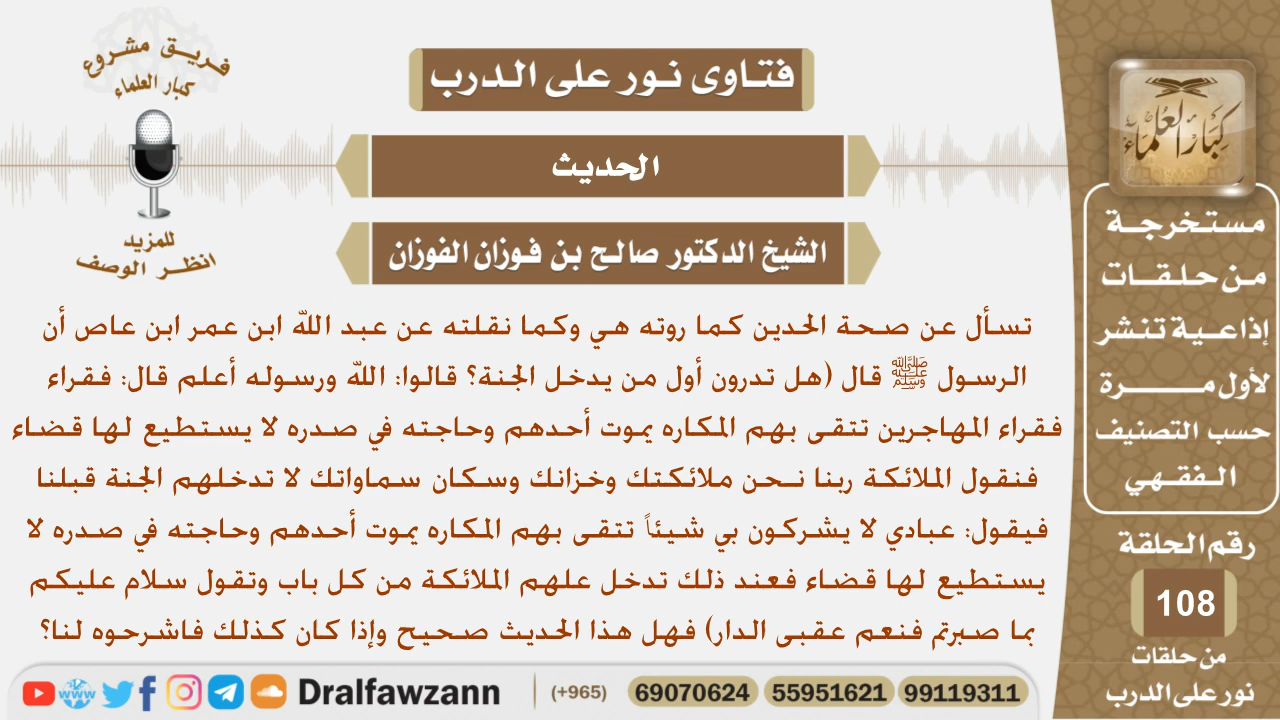 فريق مشروع
كبار العلماء
للمزيد
انظر الوصف
فتاوى نور على الدرب
الحديث
الشيخ الدكتور صالح بن فوزان الفوزان
تسأل عن صحة الحدين كما روته هي وكما نقلته عن عبد الله ابن عمر ابن عاص أن
الرسول ﷺ قال (هل تدرون أول من يدخل الجنة؟ قالوا: الله ورسوله أعلم قال: فقراء
فقراء المهاجرين تتقى بهم المكاره يموت أحدهم وحاجته في صدره لا يستطيع لها قضاء
فنقول الملائكة ربنا نحن ملائكتك وخزانك وسكان سماواتك لا تدخلهم الجنة قبلنا
فيقول: عبادي لا يشركون بي شيئاً تتقى بهم المكاره يموت أحدهم وحاجته في صدره لا
يستطيع لها قضاء فعند ذلك تدخل علهم الملائكة من كل باب وتقول سلام عليكم
بما صبرتم فنعم عقبى الدار) فهل هذا الحديث صحيح وإذا كان كذلك فاشرحوه لنا؟
كبار العلماء
مستخرجة
من حلقات
إذاعية تنشر
لأول مرة
حسب التصنيف
الفقهي
رقم الحلقة
108
من حلقات
نور على الدرب
www Dralfawzann (+965) 69070624 55951621 99119311